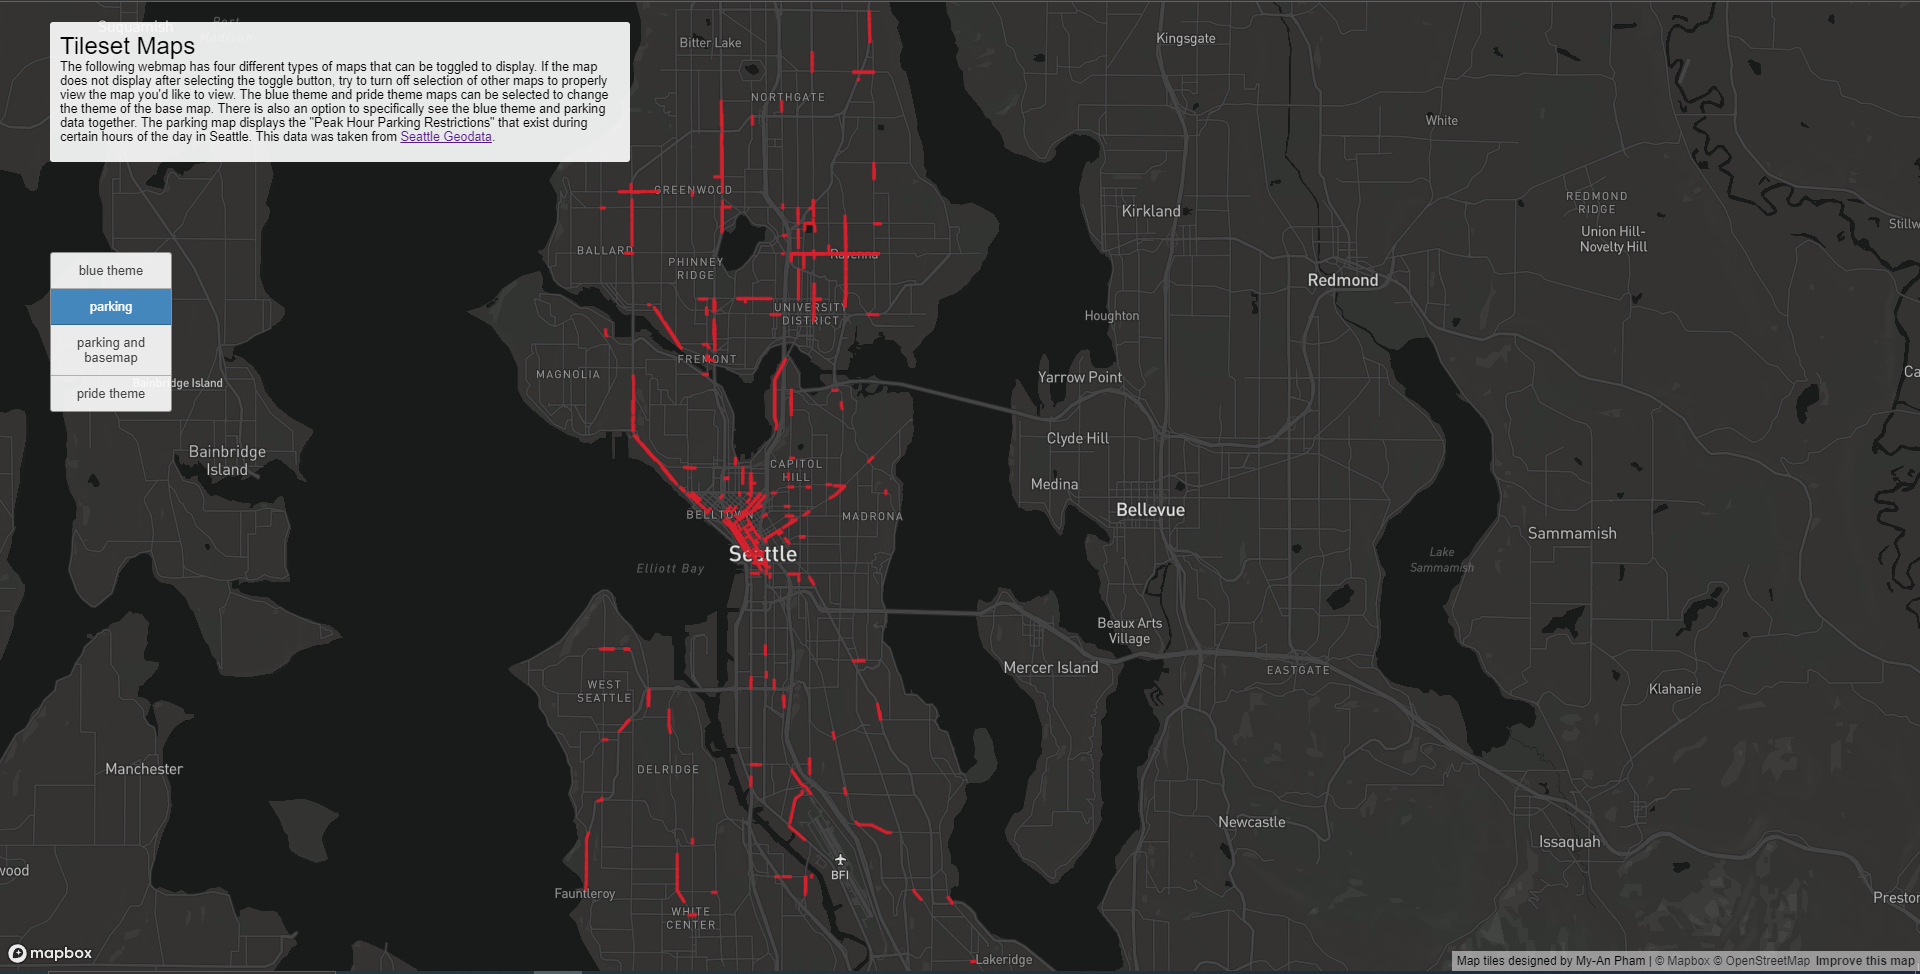 Suquamish
Port
Madison
Tileset Maps
The following webmap has four different types of maps that can be toggled to display. If the map
does not display after selecting the toggle button, try to turn off selection of other maps to properly
view the map you'd like to view. The blue theme and pride theme maps can be selected to change
the theme of the base map. There is also an option to specifically see the blue theme and parking
data together. The parking map displays the "Peak Hour Parking Restrictions" that exist during
certain hours of the day in Seattle. This data was taken from Seattle Geodata.
blue theme
parking
parking and
basemap
pride theme
Bainbridge Island
Bainbridge
Island
Manchester
wood
Bitter Lake
NORTHGATE
GREENWOOD
BALLARD
PHINNEY
RIDGE
Ravenna
UNIVERSITY
DISTRICT
FREMONT
MAGNOLIA
CAPITOL
HILL
BELLTOWN
MADRONA
Seattle
Elliott Bay
WEST
SEATTLE
DELRIDGE
Fauntleroy
WHITE
CENTER
BFI
Lakeridge
Kingsgate
White
Kirkland
REDMOND
RIDGE
Union Hill-
Novelty Hill
Stillw
Redmond
Houghton
Yarrow Point
Ca
Clyde Hill
Medina
Bellevue
Sammamish
Lake
Sammamish
Beaux Arts
Village
Mercer Island
EASTGATE
Klahanie
Newcastle
Issaquah
Preston
mapbox
Map tiles designed by My-An Pham | © Mapbox © OpenStreetMap Improve this map